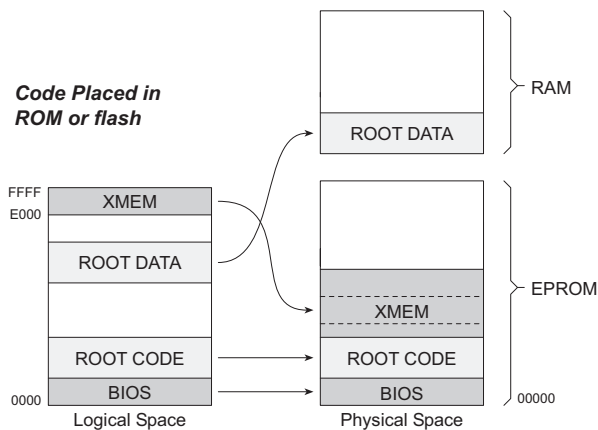 Code Placed in
ROM or flash
ROOT DATA
RAM
FFFF
E000
XMEM
ROOT DATA
ROOT CODE
BIOS
0000
Logical Space
XMEM
ROOT CODE
BIOS
EPROM
00000
Physical Space